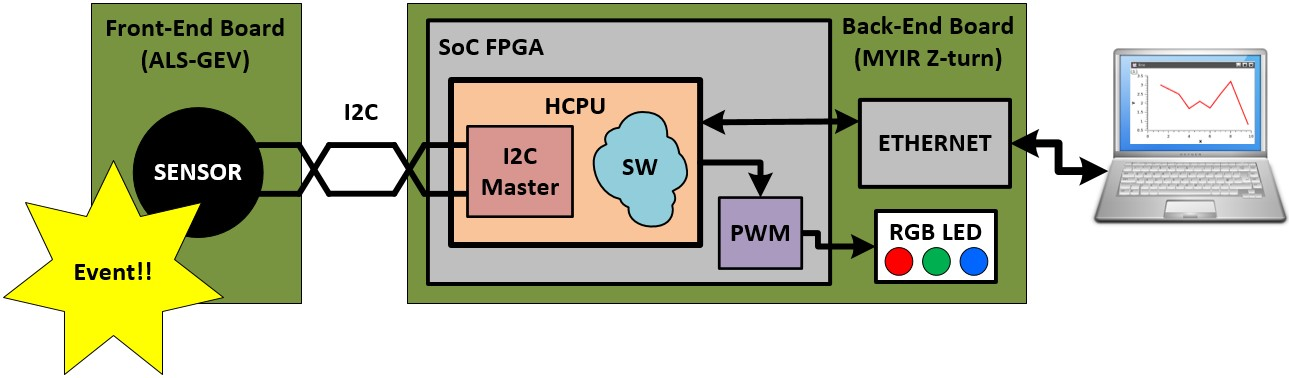 Front-End Board
(ALS-GEV)
SENSOR
Event!!
I2C
SoC FPGA
HCPU
I2C
Master
SW
PWM
Back-End Board
(MYIR Z-turn)
ETHERNET
RGB LED